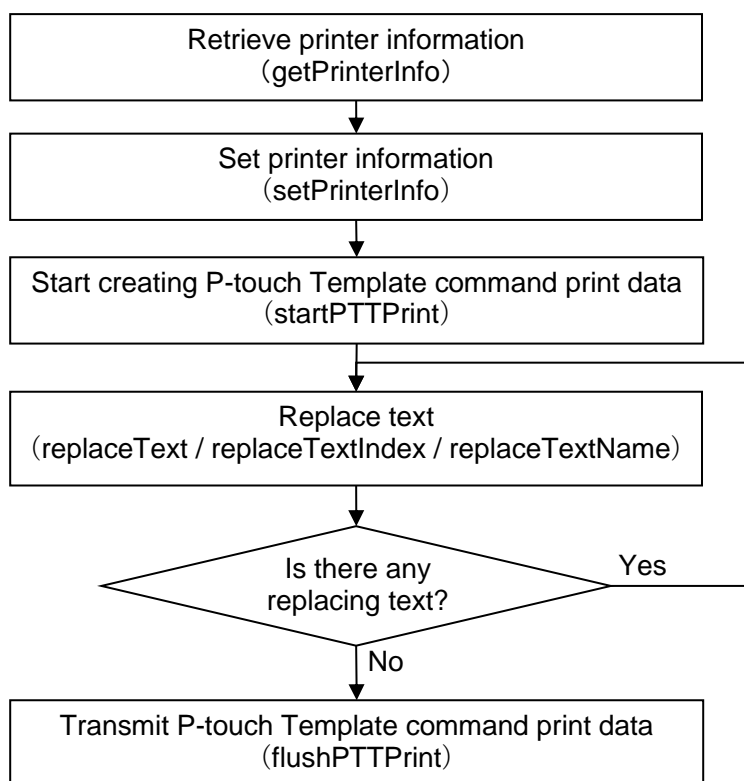 Retrieve printer information
（getPrinterInfo）
Set printer information
（setPrinterInfo）
Start creating P-touch Template command print data
（startPTTPrint）
Replace text
（replaceText / replaceTextIndex / replaceTextName）
Is there any
replacing text?
Yes
No
Transmit P-touch Template command print data
（flushPTTPrint）